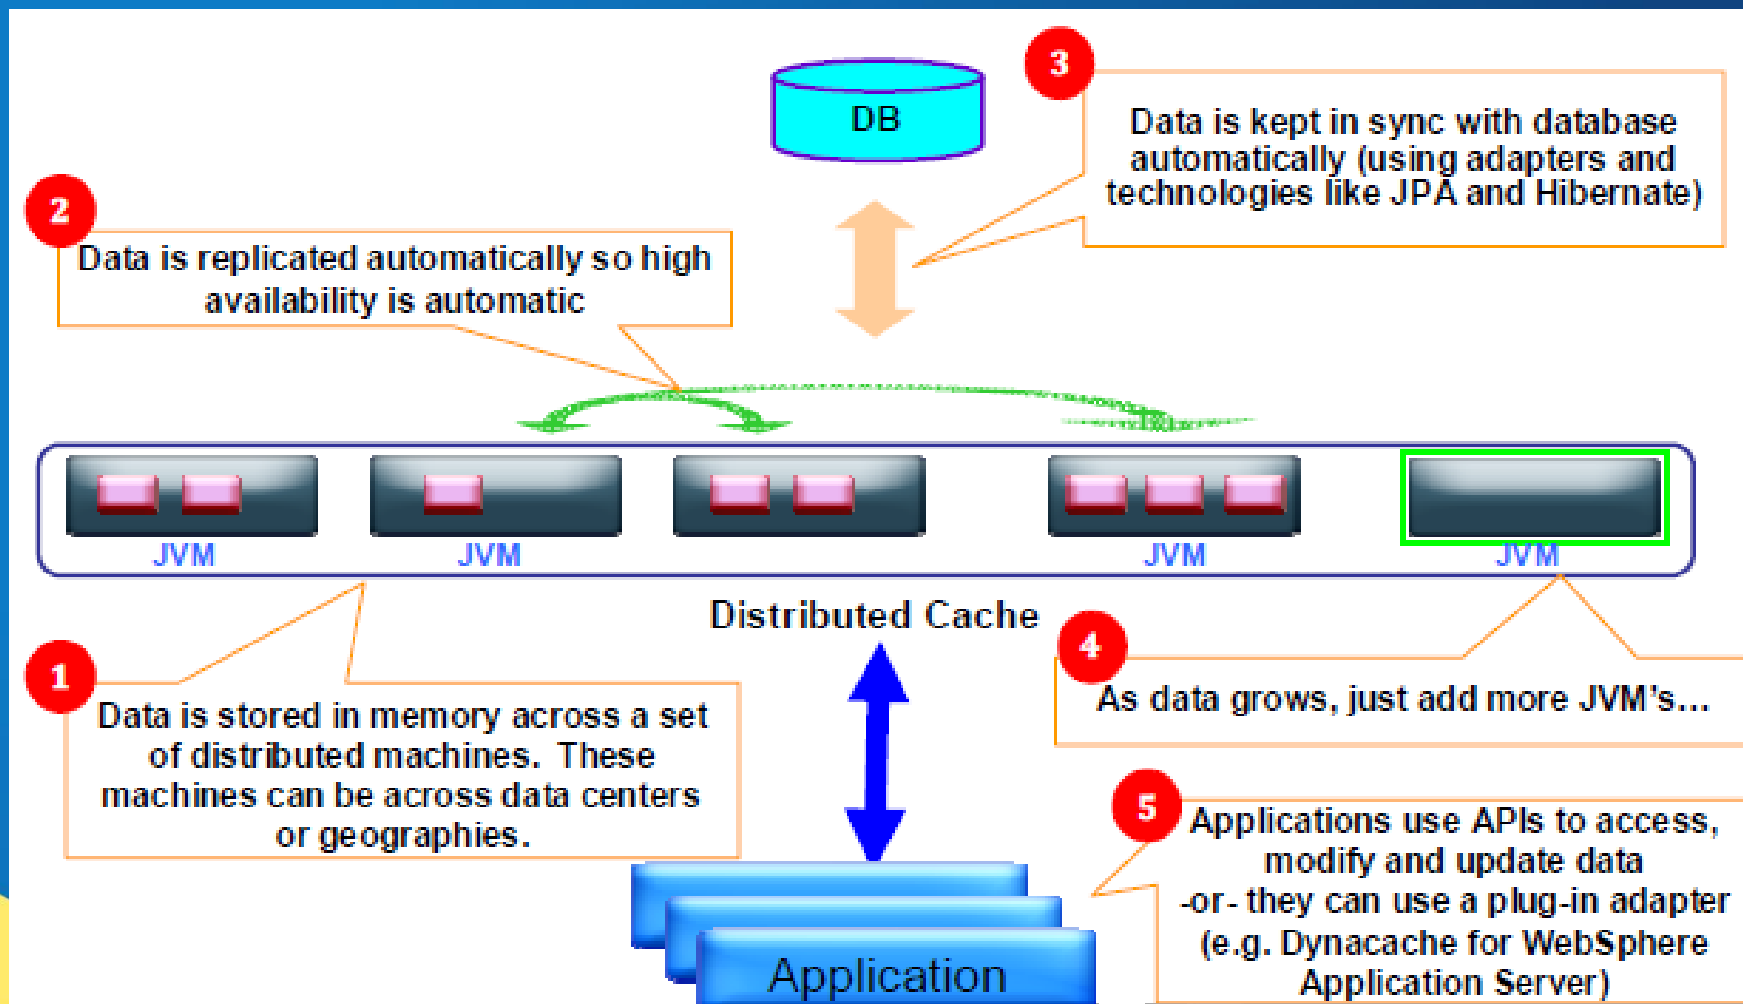 DB
3
Data is kept in sync with database
automatically (using adapters and
technologies like JPA and Hibernate)
2
Data is replicated automatically so high
availability is automatic
JVM
JVM
JVM
JVM
Distributed Cache
1
Data is stored in memory across a set
of distributed machines. These
machines can be across data centers
or geographies.
4
As data grows, just add more JVM's...
5
Applications use APIs to access,
modify and update data
-or- they can use a plug-in adapter
(e.g. Dynacache for WebSphere
Application Server)
Application